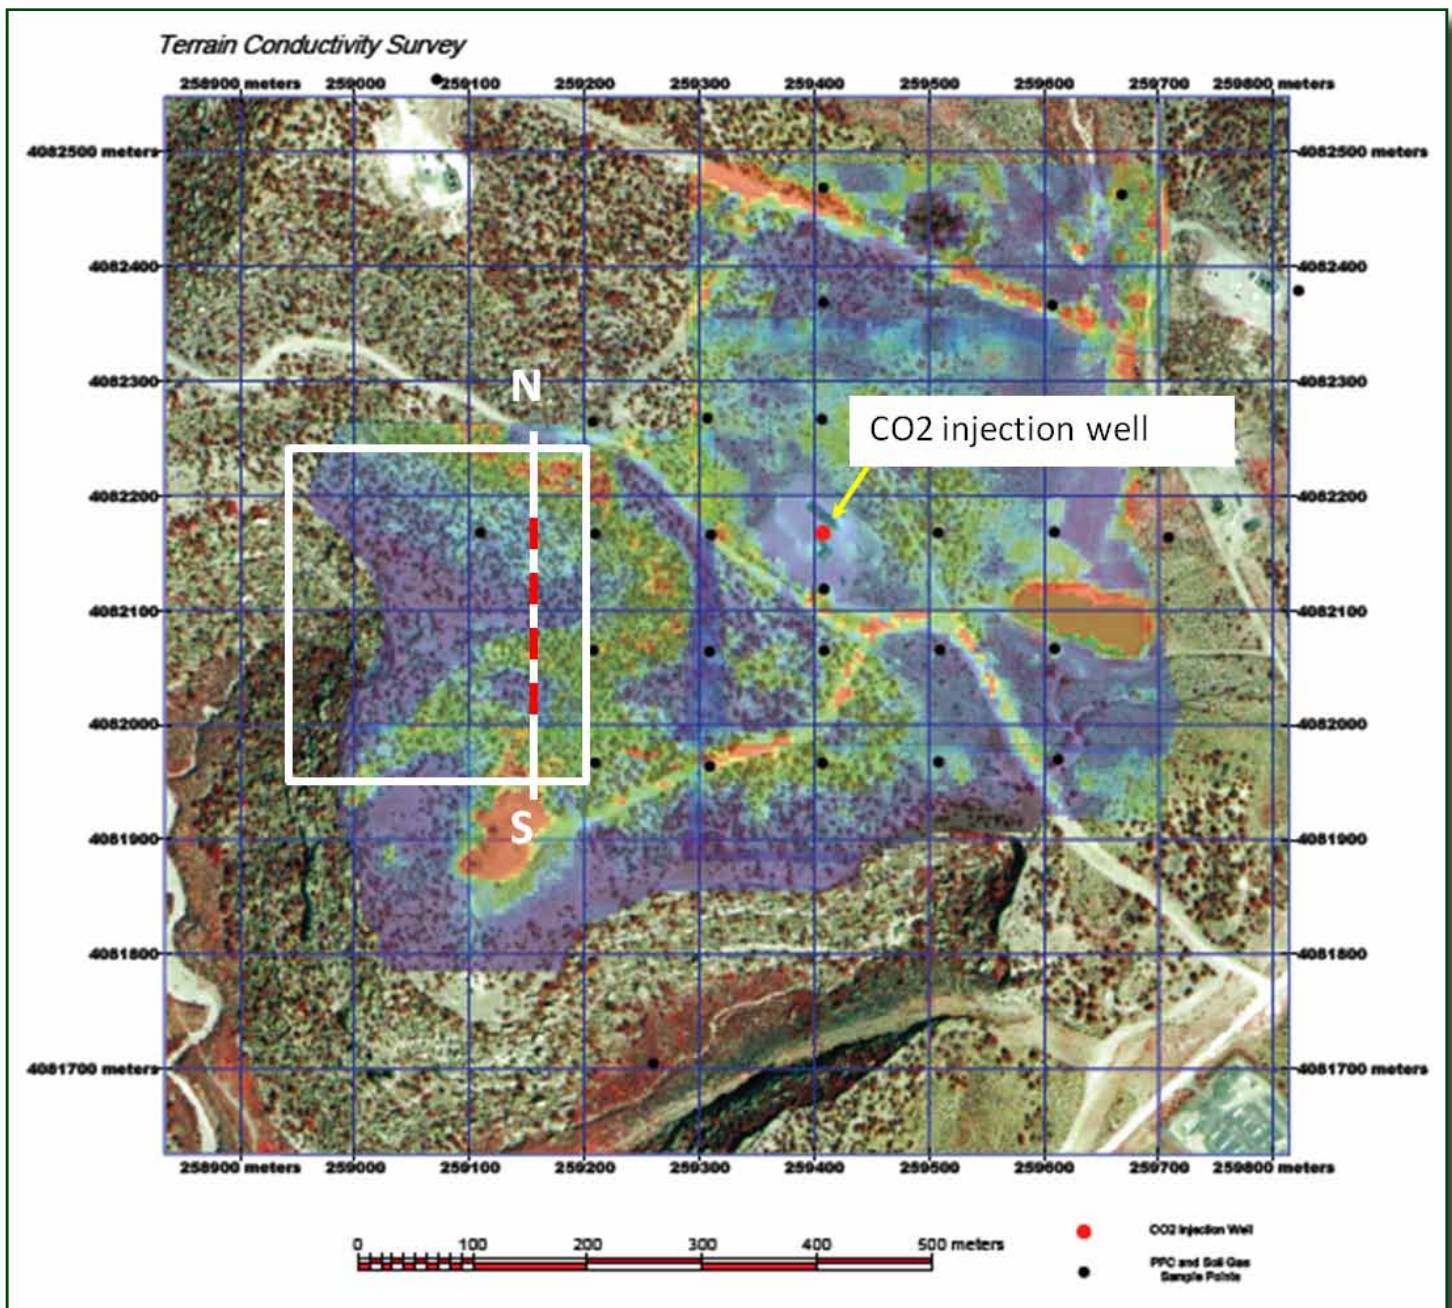 Terrain Conductivity Survey
258900 meters 259000 259100 259200 259300 259400 259500 259600 259700 259800 meters
4082500 meters 4082500 meters
4082400 4082400
4082300 4082300
N
CO2 injection well
4082200 4082200
4082100 4082100
4082000 4082000
S
4081900 4081900
4081800 4081800
4081700 meters 4081700 meters
258900 meters 259000 259100 259200 259300 259400 259500 259600 259700 259800 meters
0 100 200 300 400 500 meters
CO2 Injection Well
PFC and Soil Gas
Sample Points